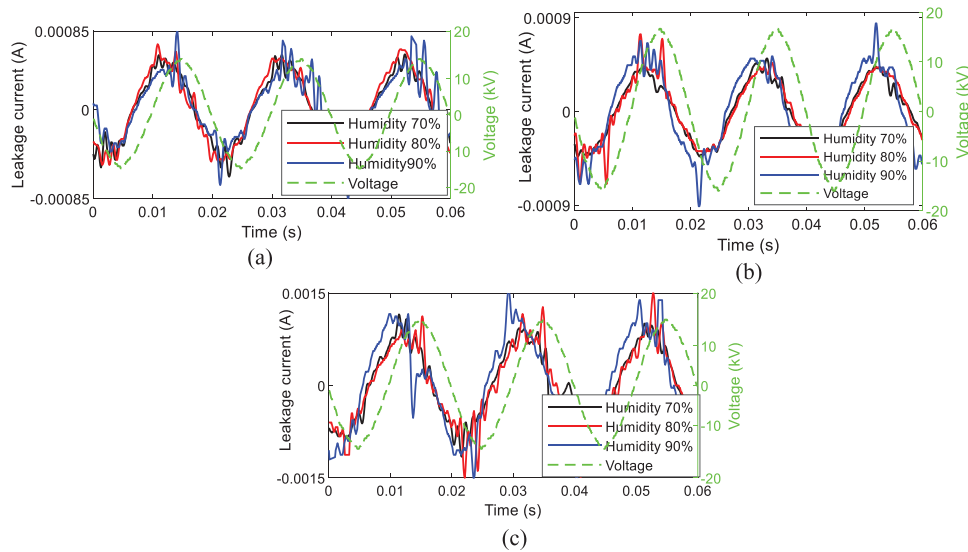 0.00085
0
-0.00085
Leakage current (A)
20
10
0
-10
-20
Voltage (kV)
Humidity 70%
Humidity 80%
Humidity90%
Voltage
0 0.01 0.02 0.03 0.04 0.05 0.06
Time (s)
(a)
0.0009
0
-0.0009
Leakage current (A)
20
10
0
-10
-20
Voltage (kV)
Humidity 70%
Humidity 80%
Humidity 90%
Voltage
0 0.01 0.02 0.03 0.04 0.05 0.06
Time (s)
(b)
0.0015
0
-0.0015
Leakage current (A)
20
10
0
-10
-20
Voltage (kV)
Humidity 70%
Humidity 80%
Humidity 90%
Voltage
0 0.01 0.02 0.03 0.04 0.05 0.06
Time (s)
(c)